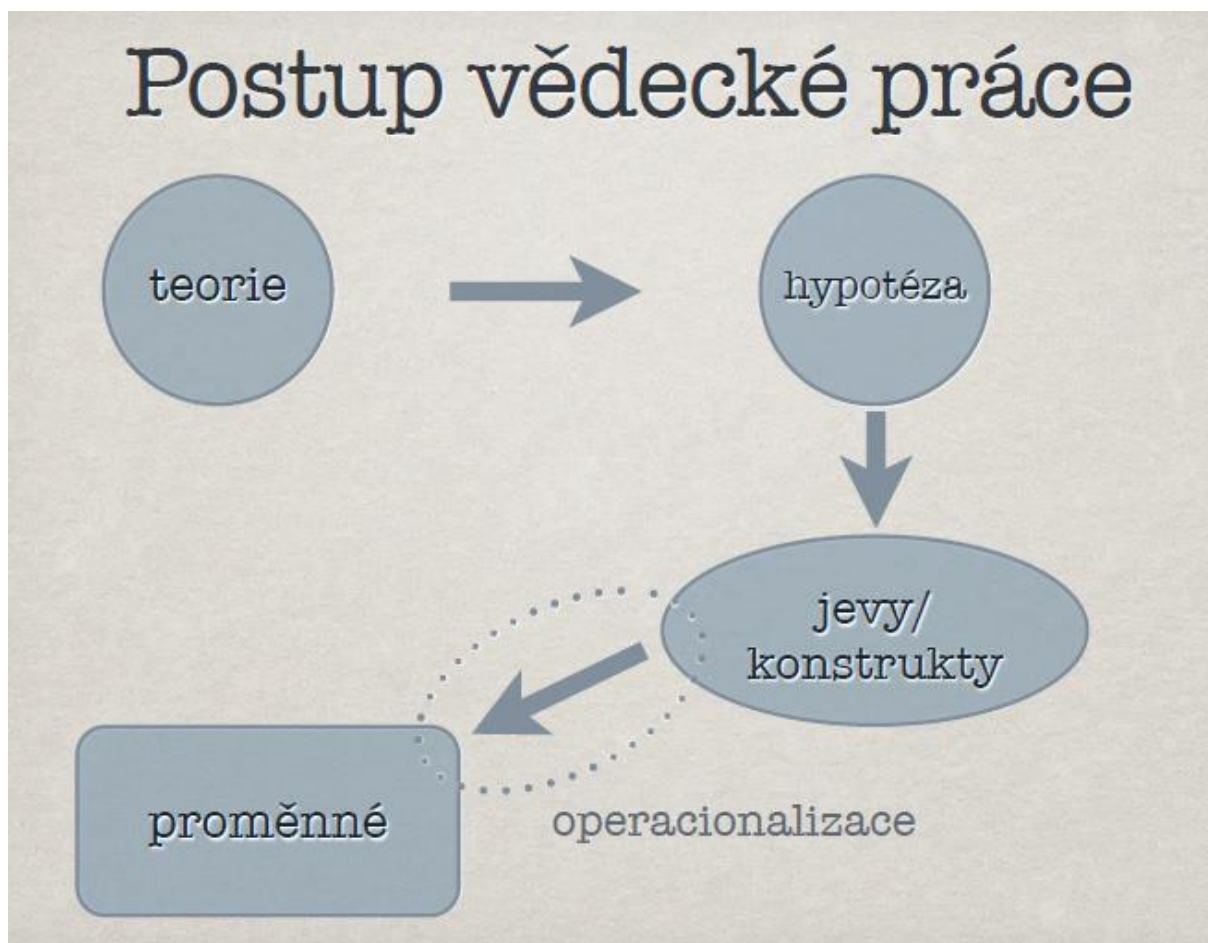 Postup vědecké práce
teorie
hypotéza
jevy/
konstrukty
proměnné
operacionalizace